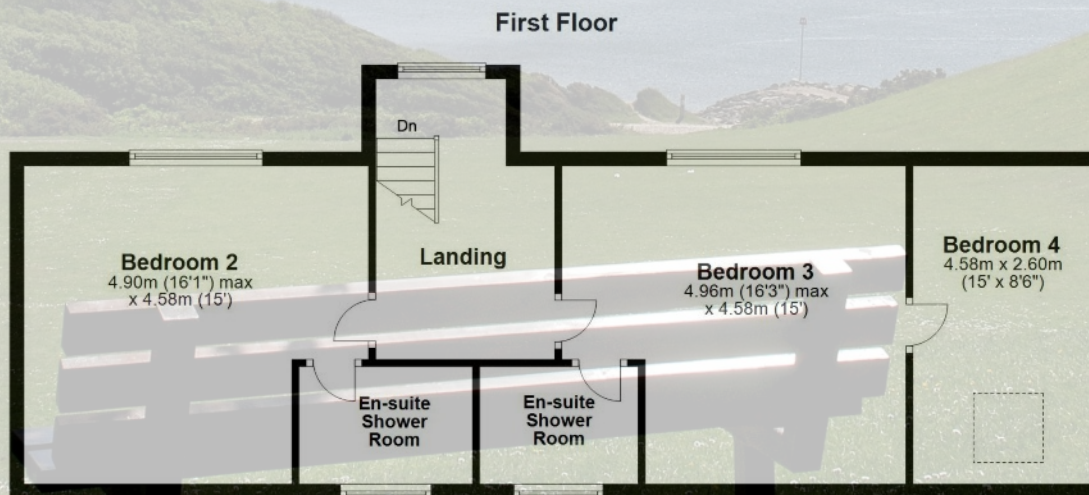 First Floor
Dn
Bedroom 2
4.90m (16'1") max
x 4.58m (15')
Landing
Bedroom 3
4.96m (16'3") max
x 4.58m (15')
Bedroom 4
4.58m x 2.60m
(15' x 8'6")
En-suite
Shower
Room
En-suite
Shower
Room